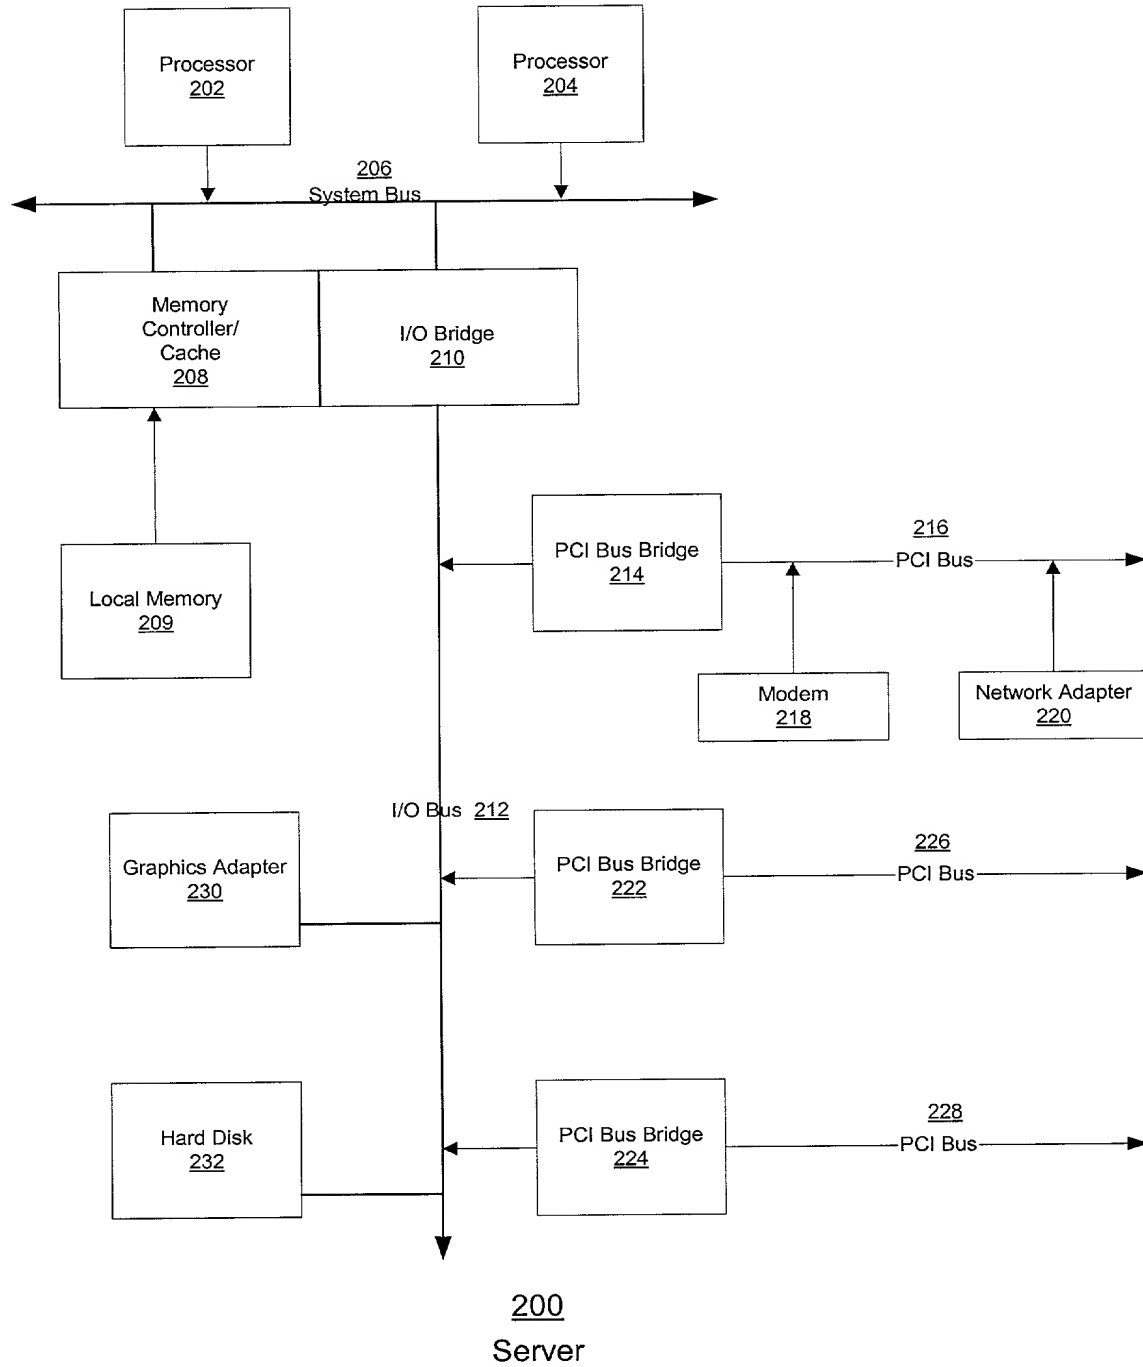 Processor
202
Processor
204
206
System Bus
Memory
Controller/
Cache
208
I/O Bridge
210
PCI Bus Bridge
214
216
PCI Bus
Local Memory
209
Modem
218
Network Adapter
220
I/O Bus 212
Graphics Adapter
230
PCI Bus Bridge
222
226
PCI Bus
Hard Disk
232
PCI Bus Bridge
224
228
PCI Bus
200
Server